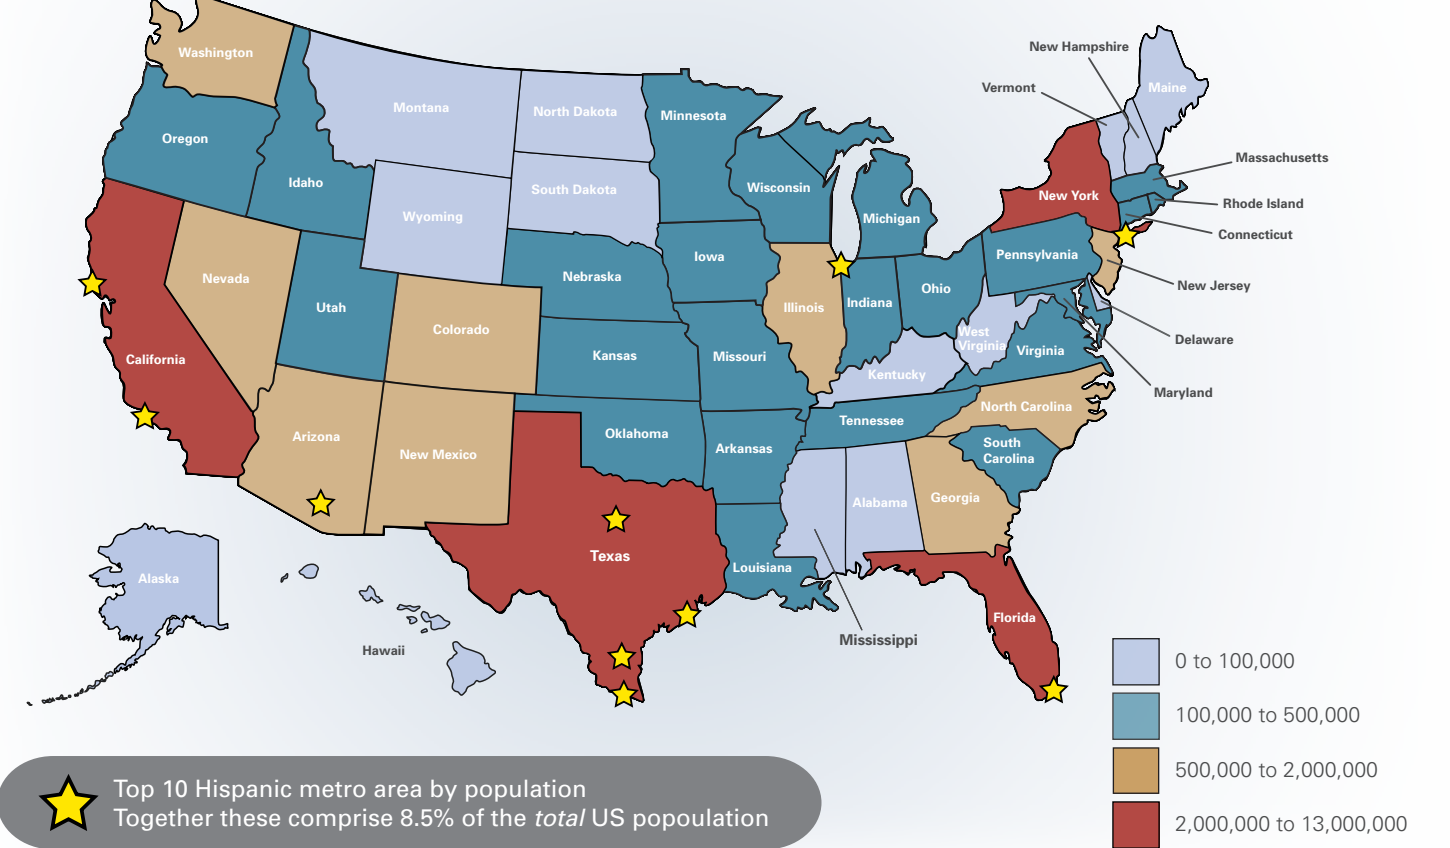 New Hampshire
Washington
Vermont
Maine
Montana
North Dakota
Minnesota
Oregon
Massachusetts
Idaho
South Dakota
Wisconsin
New York
Rhode Island
Wyoming
Michigan
Connecticut
Pennsylvania
Iowa
Nebraska
Nevada
New Jersey
Ohio
Utah
Illinois
Indiana
Colorado
West
Virginia
Delaware
California
Kansas
Missouri
Virginia
Kentucky
Maryland
North Carolina
Tennessee
Arizona
Oklahoma
South
Carolina
New Mexico
Arkansas
Georgia
Alabama
Texas
Louisiana
Alaska
Florida
Mississippi
Hawaii
0 to 100,000
100,000 to 500,000
500,000 to 2,000,000
2,000,000 to 13,000,000
Top 10 Hispanic metro area by population
Together these comprise 8.5% of the total US popoulation